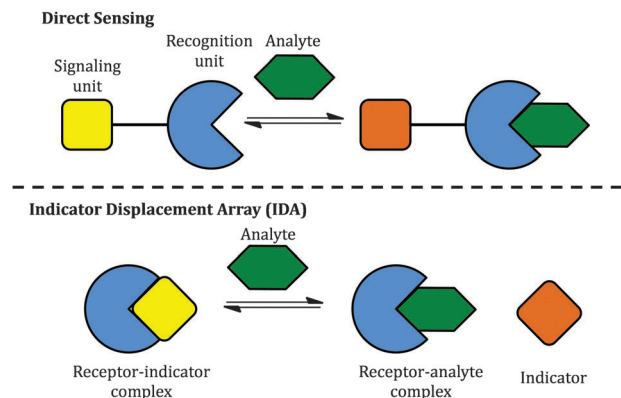 Direct Sensing
Recognition
unit
Analyte
Signaling
unit
Indicator Displacement Array (IDA)
Analyte
Receptor-indicator
complex
Receptor-analyte
complex
Indicator